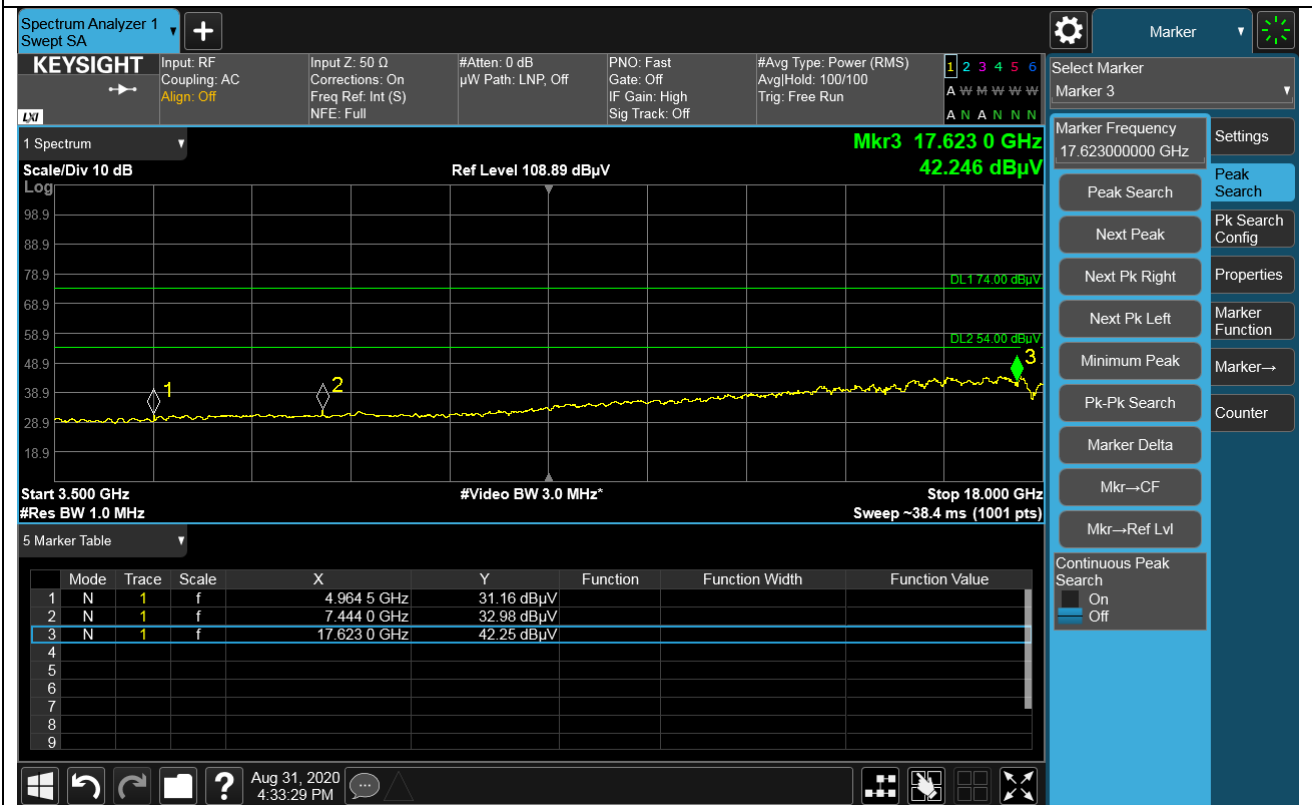 Spectrum Analyzer 1
Swept SA
+
Marker
KEYSIGHT
LXI
Input: RF
Coupling: AC
Align: Off
Input Z: 50 Ω
Corrections: On
Freq Ref: Int (S)
NFE: Full
#Atten: 0 dB
µW Path: LNP, Off
PNO: Fast
Gate: Off
IF Gain: High
Sig Track: Off
#Avg Type: Power (RMS)
Avg|Hold: 100/100
Trig: Free Run
1 2 3 4 5 6
A W M W W W
A N A N N N
Select Marker
Marker 3
1 Spectrum
Mkr3 17.623 0 GHz
Scale/Div 10 dB
Ref Level 108.89 dBµV
42.246 dBµV
Log
98.9
88.9
78.9
DL1 74.00 dBµV
68.9
58.9
DL2 54.00 dBµV
48.9
38.9
28.9
18.9
1
2
3
Start 3.500 GHz
#Video BW 3.0 MHz*
Stop 18.000 GHz
#Res BW 1.0 MHz
Sweep ~38.4 ms (1001 pts)
5 Marker Table
Mode Trace Scale X Y Function Function Width Function Value
1 N 1 f 4.964 5 GHz 31.16 dBµV
2 N 1 f 7.444 0 GHz 32.98 dBµV
3 N 1 f 17.623 0 GHz 42.25 dBµV
4
5
6
7
8
9
Marker Frequency
17.623000000 GHz
Peak Search
Next Peak
Next Pk Right
Next Pk Left
Minimum Peak
Pk-Pk Search
Marker Delta
Mkr→CF
Mkr→Ref Lvl
Continuous Peak
Search
On
Off
Settings
Peak
Search
Pk Search
Config
Properties
Marker
Function
Marker→
Counter
?
Aug 31, 2020
4:33:29 PM